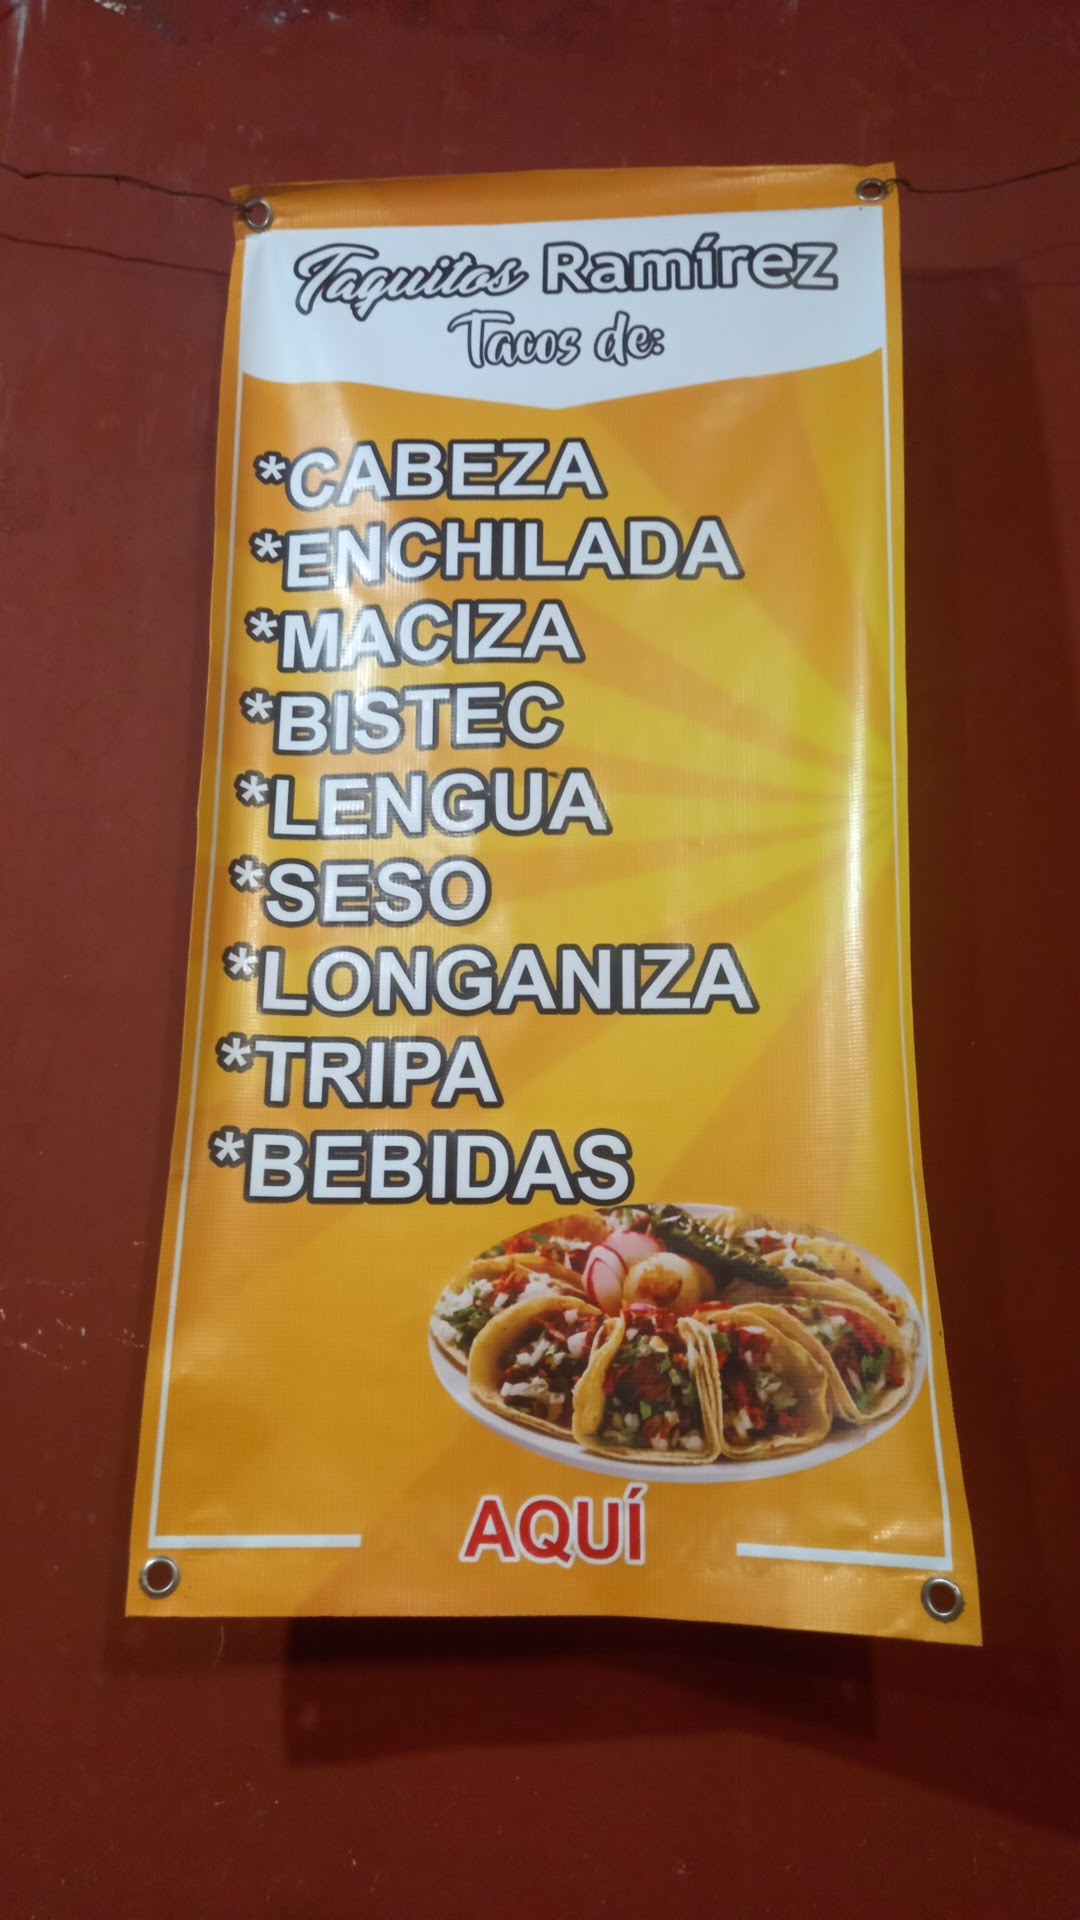 Taquitos Ramírez
Tacos de:
*CABEZA
*ENCHILADA
*MACIZA
*BISTEC
*LENGUA
*SESO
*LONGANIZA
*TRIPA
*BEBIDAS
AQUÍ